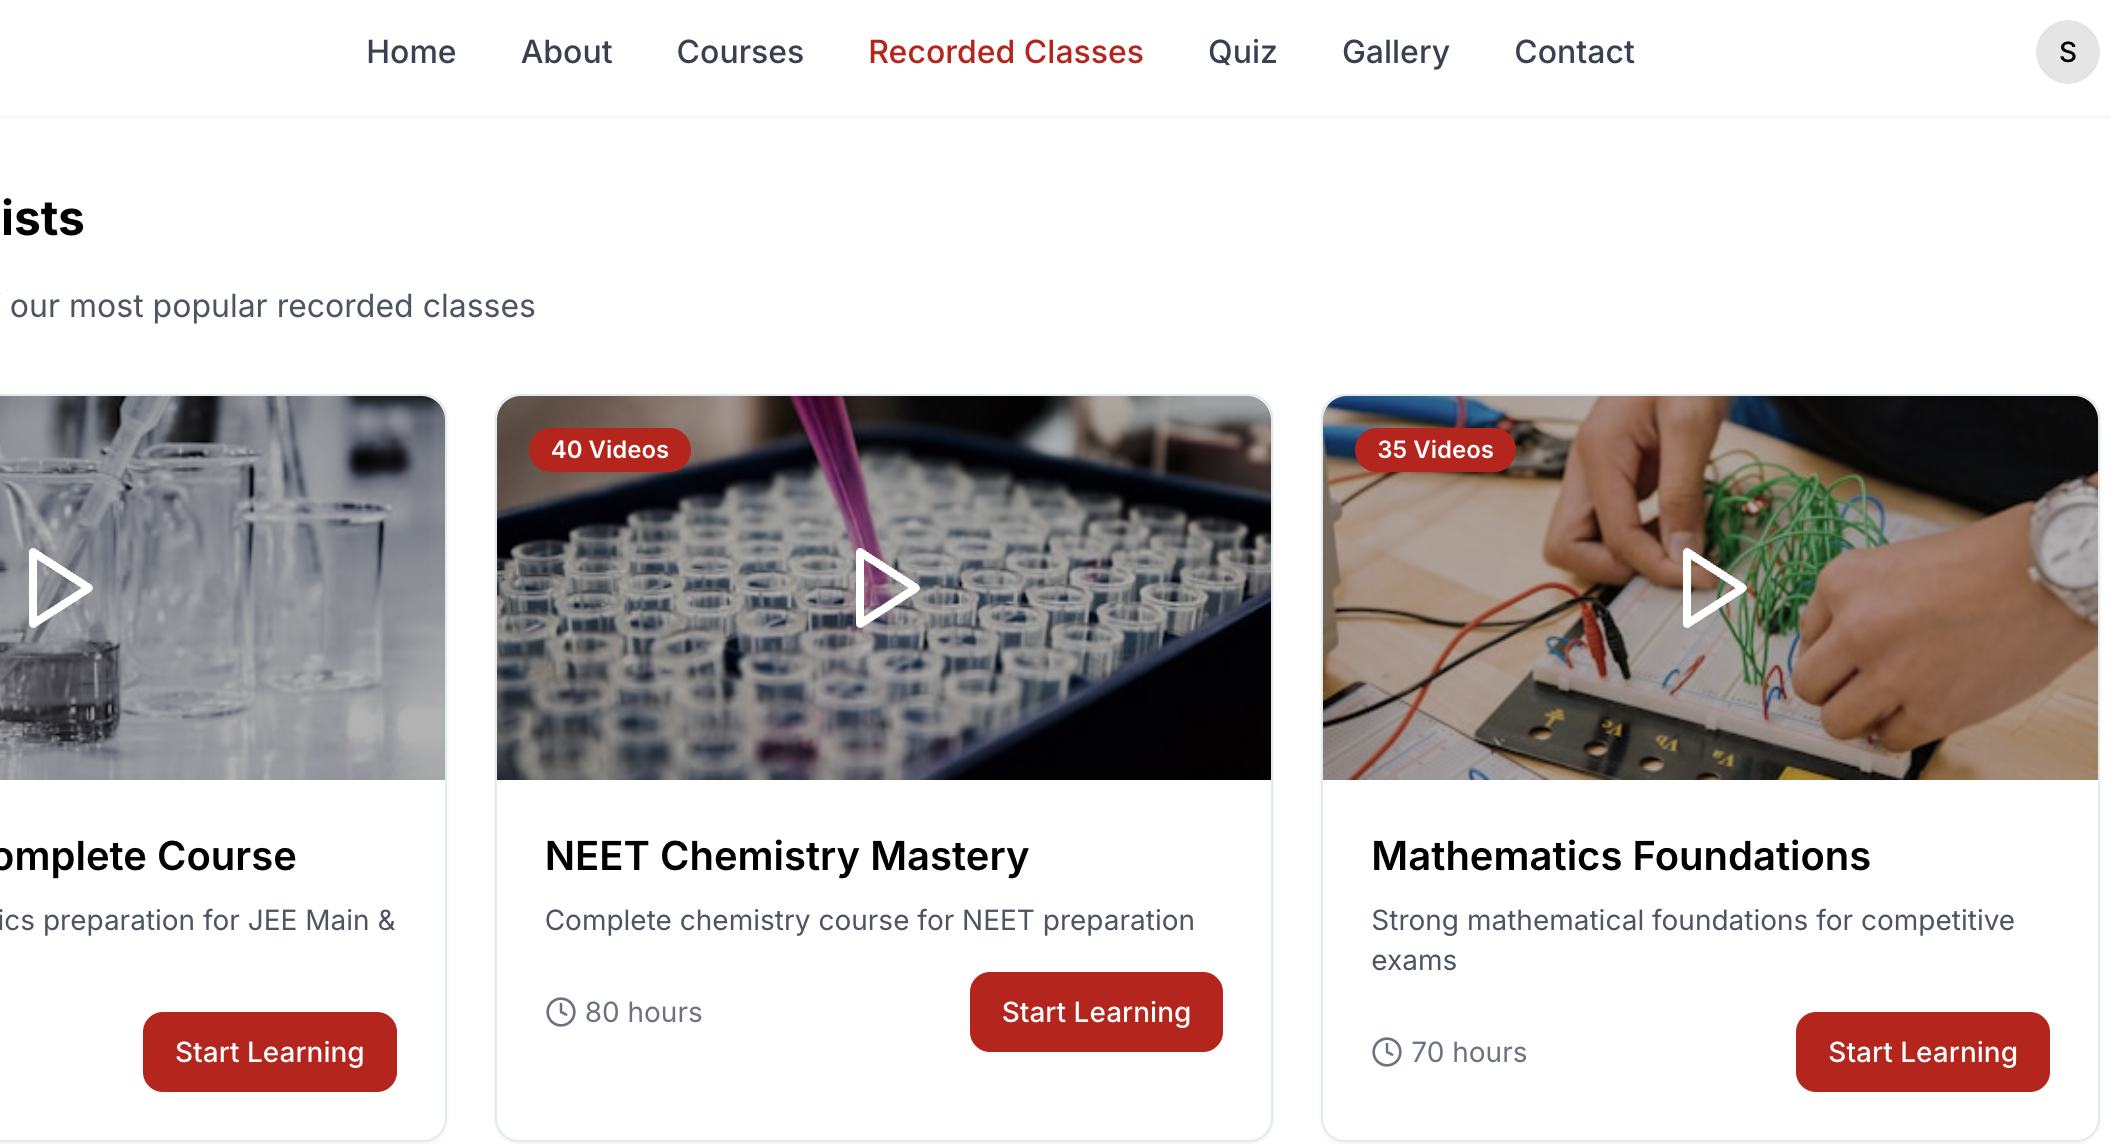 Home About Courses Recorded Classes Quiz Gallery Contact S
ists
our most popular recorded classes
40 Videos
35 Videos
omplete Course
ics preparation for JEE Main &
Start Learning
NEET Chemistry Mastery
Complete chemistry course for NEET preparation
80 hours
Start Learning
Mathematics Foundations
Strong mathematical foundations for competitive
exams
70 hours
Start Learning